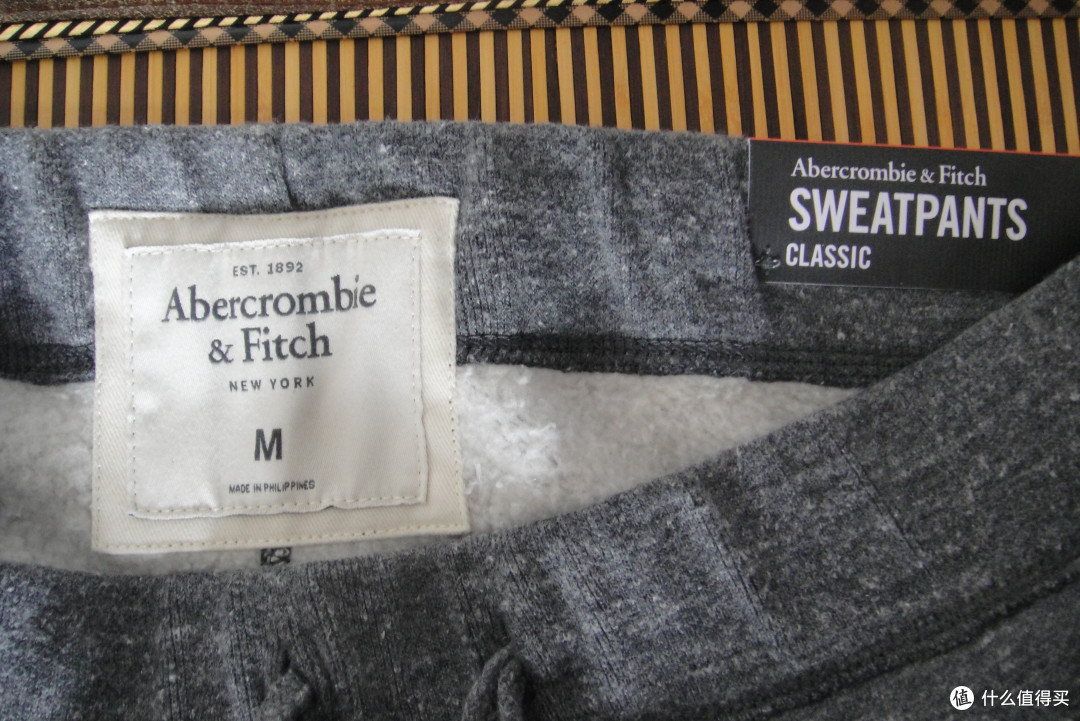 Abercrombie & Fitch
SWEATPANTS
CLASSIC
EST. 1892
Abercrombie
& Fitch
NEW YORK
M
MADE IN PHILIPPINES
值 什么值得买